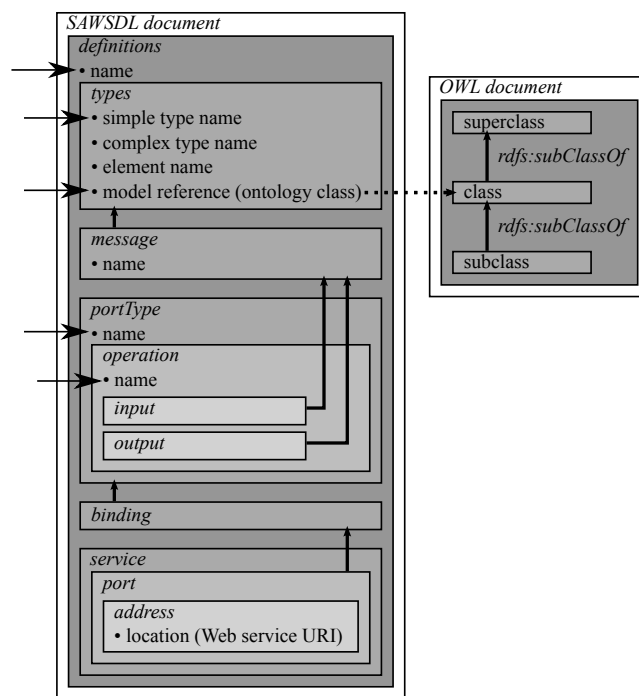 SAWSDL document
definitions
• name
types
• simple type name
• complex type name
• element name
• model reference (ontology class)
message
• name
portType
• name
operation
• name
input
output
binding
service
port
address
• location (Web service URI)
OWL document
superclass
rdfs:subClassOf
class
rdfs:subClassOf
subclass